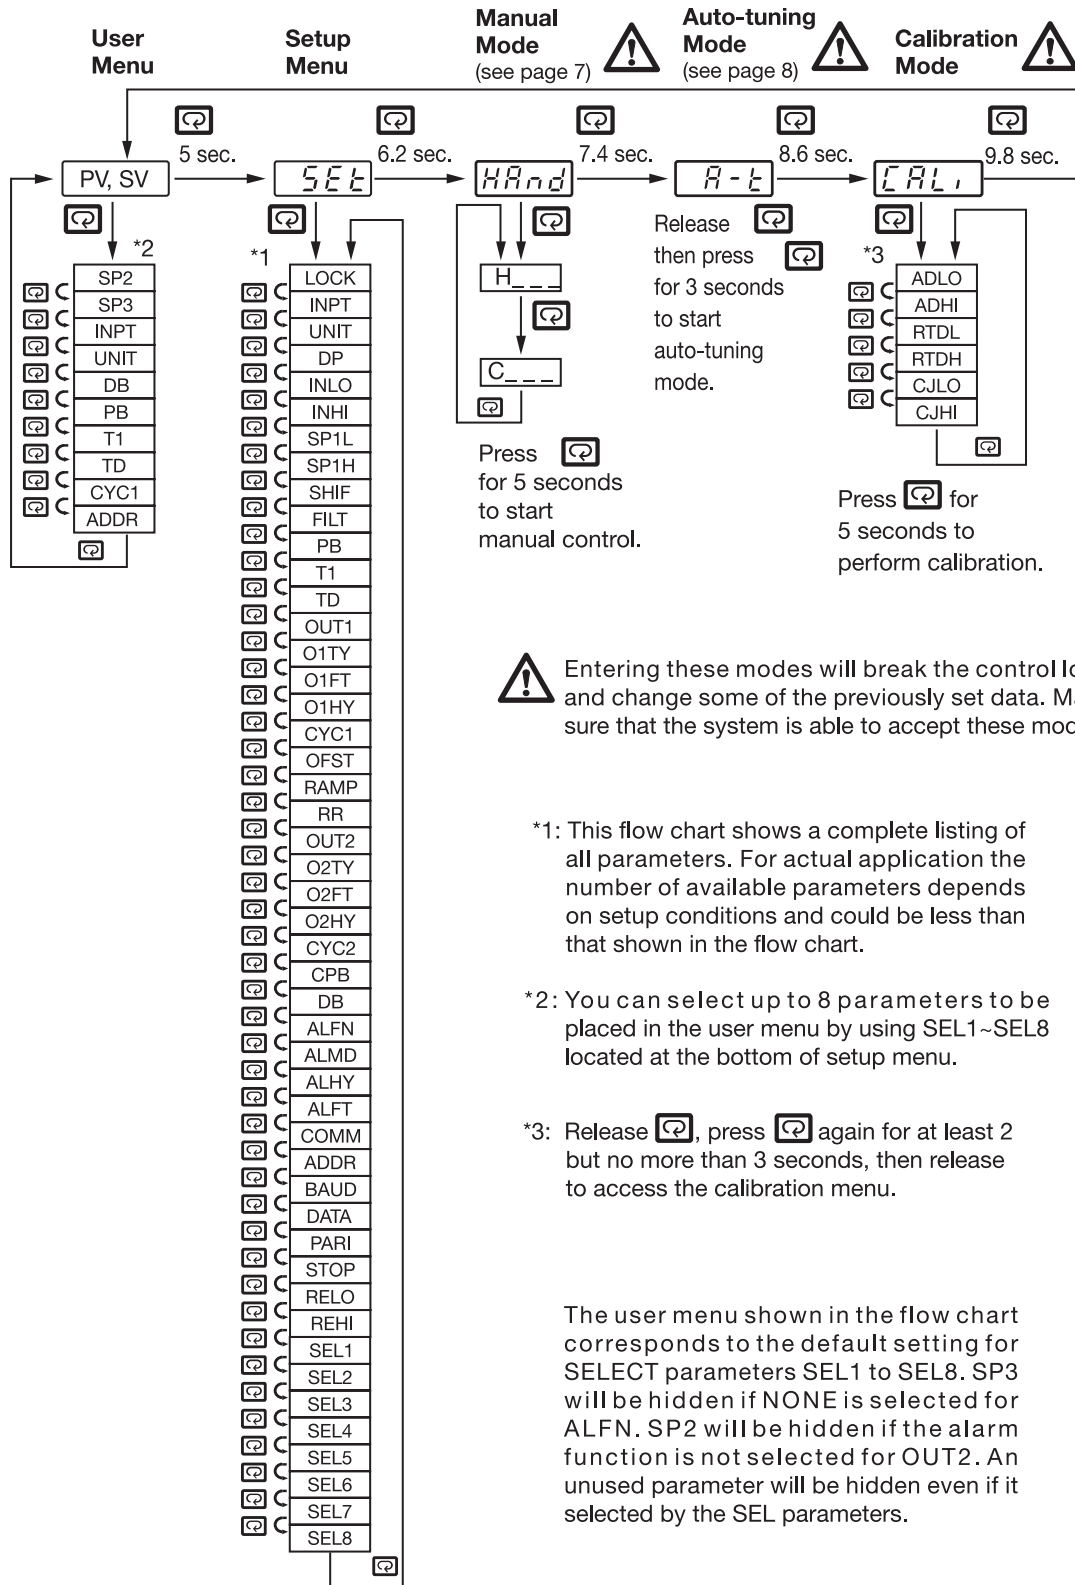 User
Menu
Setup
Menu
Manual
Mode
(see page 7)
Auto-tuning
Mode
(see page 8)
Calibration
Mode
5 sec.
6.2 sec.
7.4 sec.
8.6 sec.
9.8 sec.
PV, SV
SEt
HAnd
A-t
CALi
*2
SP2
SP3
INPT
UNIT
DB
PB
T1
TD
CYC1
ADDR
*1
LOCK
INPT
UNIT
DP
INLO
INHI
SP1L
SP1H
SHIF
FILT
PB
T1
TD
OUT1
O1TY
O1FT
O1HY
CYC1
OFST
RAMP
RR
OUT2
O2TY
O2FT
O2HY
CYC2
CPB
DB
ALFN
ALMD
ALHY
ALFT
COMM
ADDR
BAUD
DATA
PARI
STOP
RELO
REHI
SEL1
SEL2
SEL3
SEL4
SEL5
SEL6
SEL7
SEL8
H_ _ _
C_ _ _
Press
for 5 seconds
to start
manual control.
Release
then press
for 3 seconds
to start
auto-tuning
mode.
*3
ADLO
ADHI
RTDL
RTDH
CJLO
CJHI
Press for
5 seconds to
perform calibration.
Entering these modes will break the control lo
and change some of the previously set data. Ma
sure that the system is able to accept these mod
*1: This flow chart shows a complete listing of
all parameters. For actual application the
number of available parameters depends
on setup conditions and could be less than
that shown in the flow chart.
*2: You can select up to 8 parameters to be
placed in the user menu by using SEL1~SEL8
located at the bottom of setup menu.
*3: Release , press again for at least 2
but no more than 3 seconds, then release
to access the calibration menu.
The user menu shown in the flow chart
corresponds to the default setting for
SELECT parameters SEL1 to SEL8. SP3
will be hidden if NONE is selected for
ALFN. SP2 will be hidden if the alarm
function is not selected for OUT2. An
unused parameter will be hidden even if it
selected by the SEL parameters.